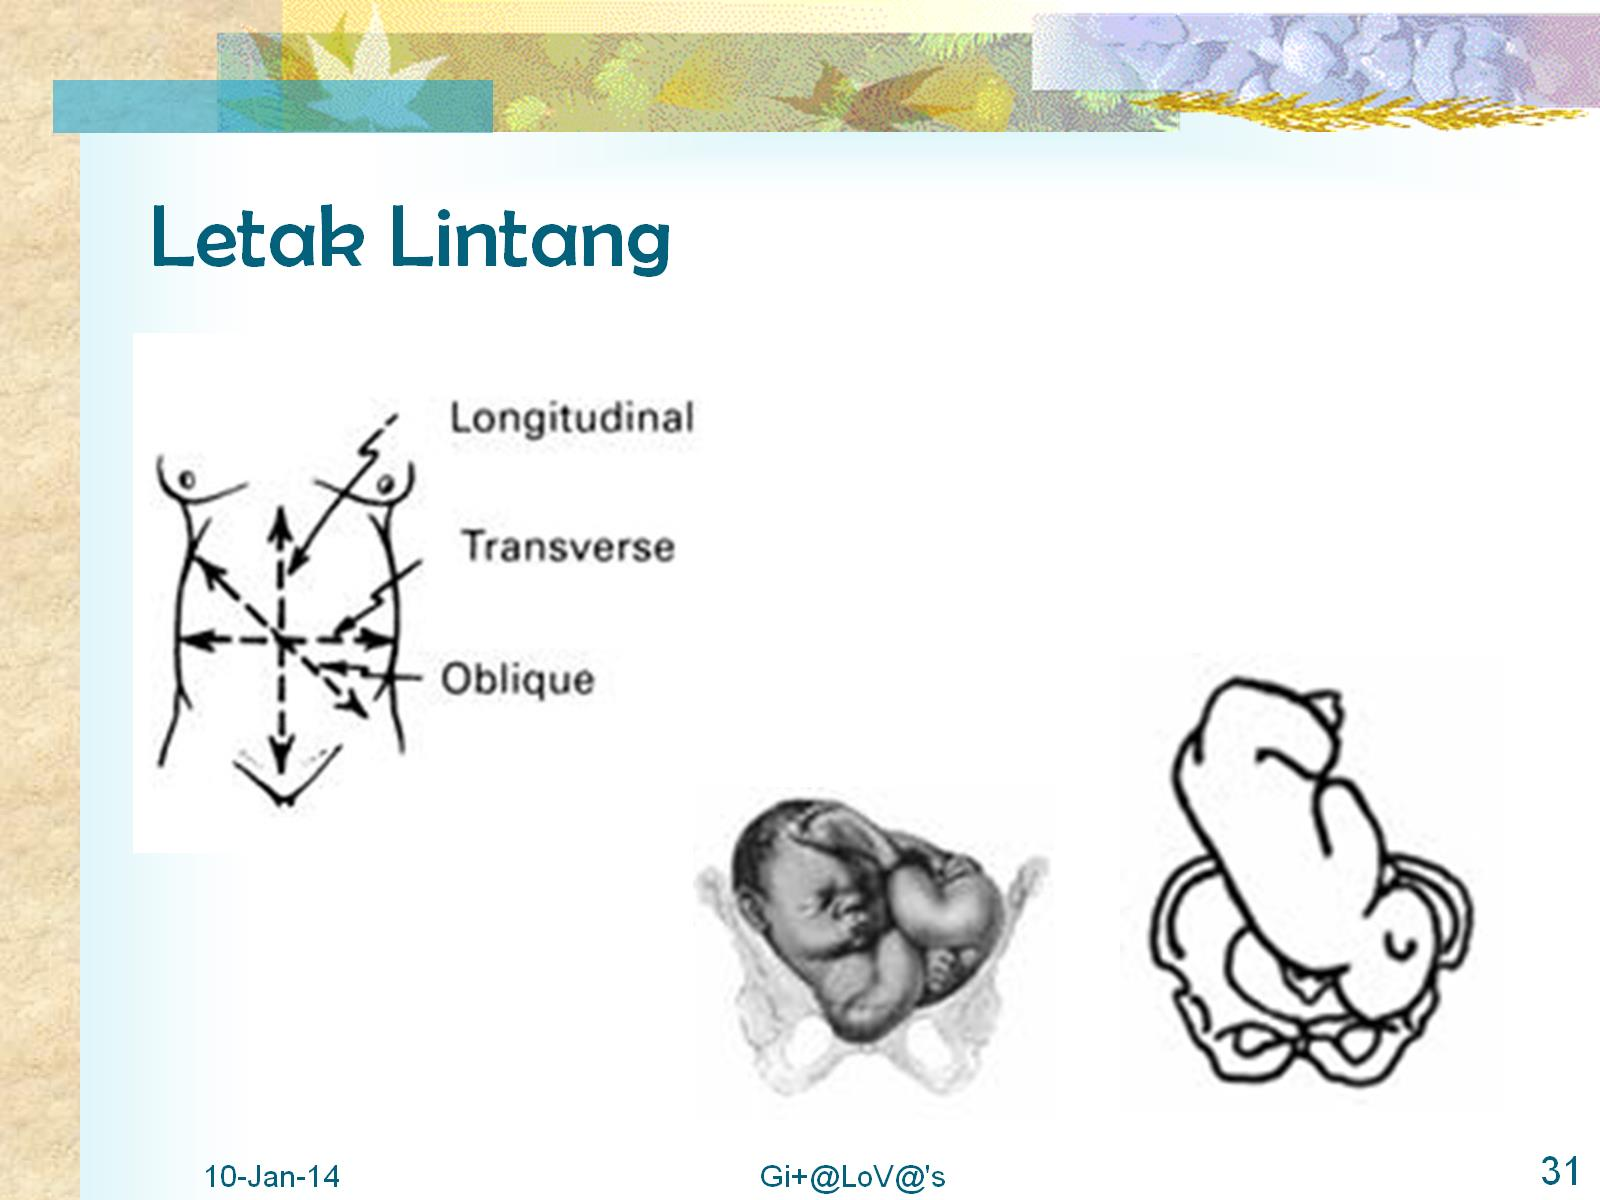 Letak Lintang
Longitudinal
Transverse
Oblique
10-Jan-14
Gi+@LoV@'s
31